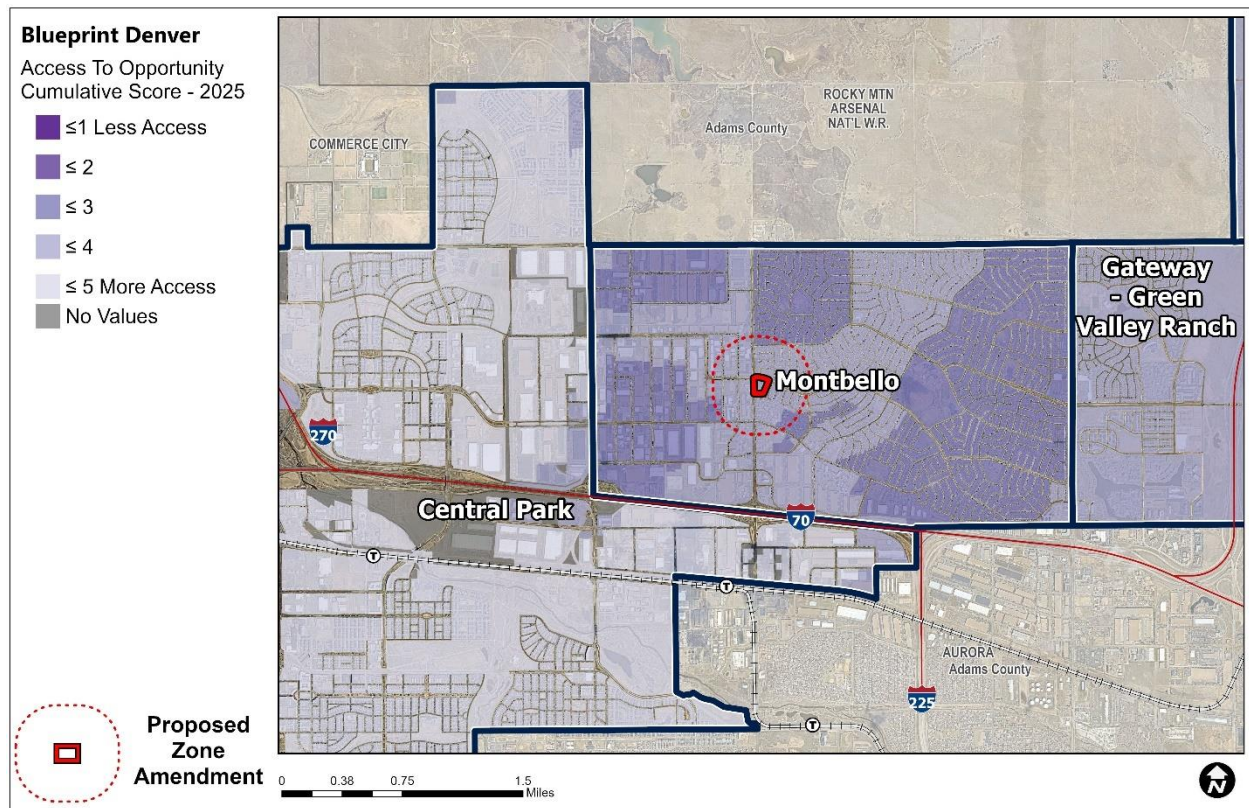 Blueprint Denver
Access To Opportunity
Cumulative Score - 2025
≤1 Less Access
≤ 2
≤ 3
≤ 4
≤ 5 More Access
No Values
COMMERCE CITY
Adams County
ROCKY MTN
ARSENAL
NAT'L W.R.
Gateway
- Green
Valley Ranch
Montbello
270
Central Park
70
T
T
AURORA
Adams County
225
T
Proposed
Zone
Amendment
0 0.38 0.75 1.5
Miles
N